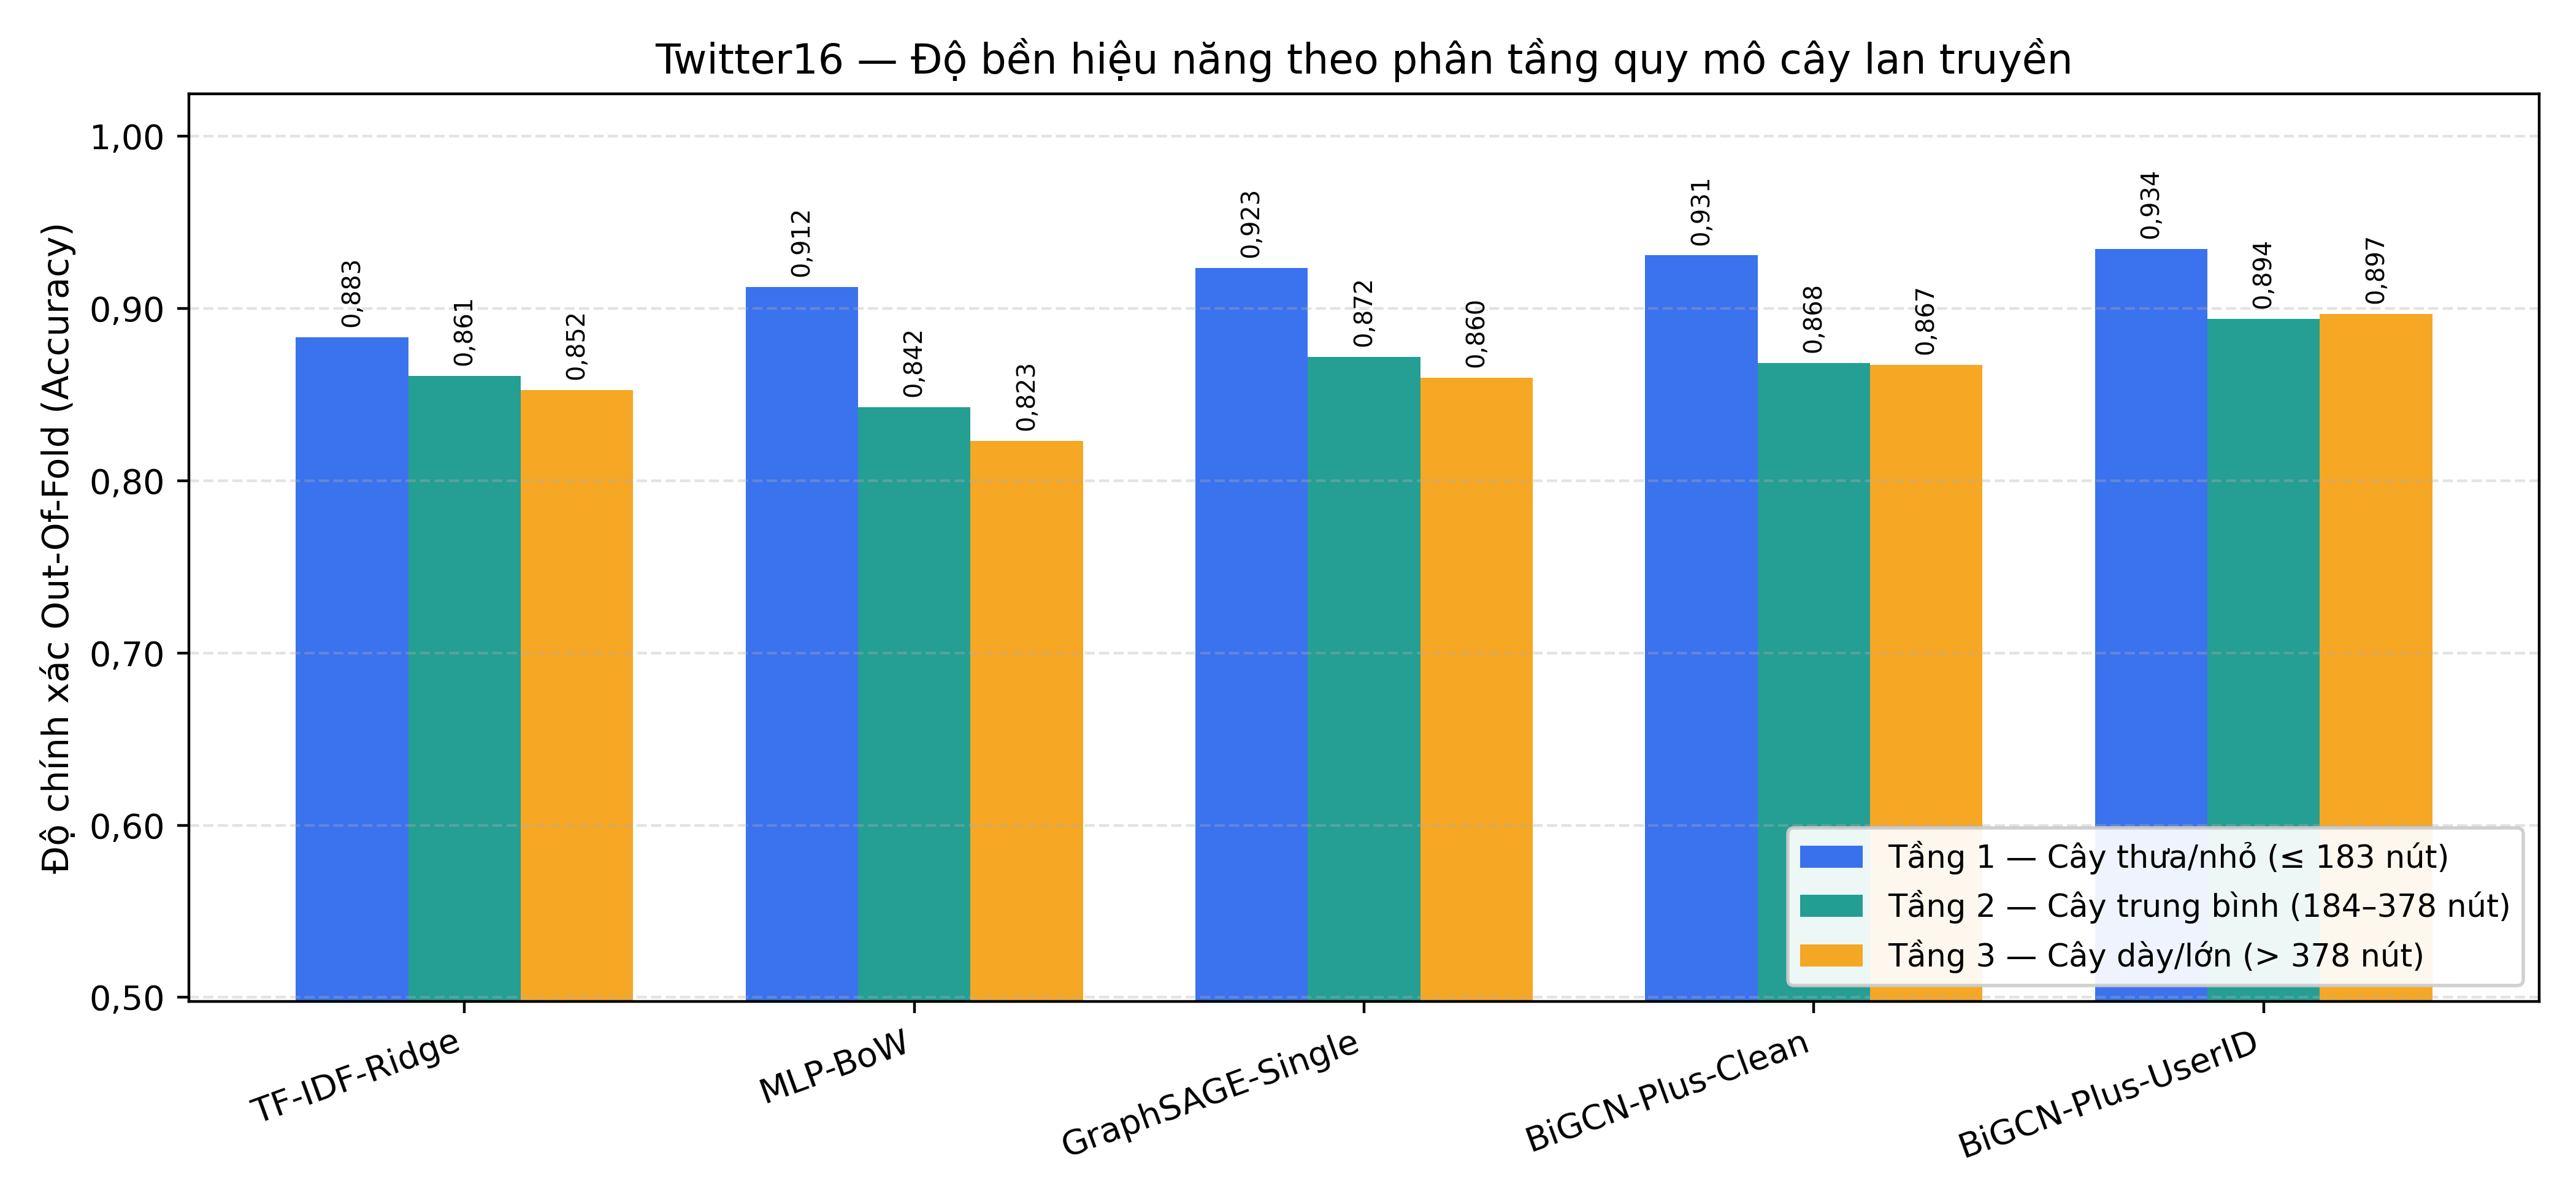 Twitter16 — Độ bền hiệu năng theo phân tầng quy mô cây lan truyền
Độ chính xác Out-Of-Fold (Accuracy)
1,00
0,90
0,80
0,70
0,60
0,50
0,883
0,861
0,852
0,912
0,842
0,823
0,923
0,872
0,860
0,931
0,868
0,867
0,934
0,894
0,897
Tầng 1 — Cây thưa/nhỏ (≤ 183 nút)
Tầng 2 — Cây trung bình (184–378 nút)
Tầng 3 — Cây dày/lớn (> 378 nút)
TF-IDF-Ridge
MLP-BoW
GraphSAGE-Single
BiGCN-Plus-Clean
BiGCN-Plus-UserID